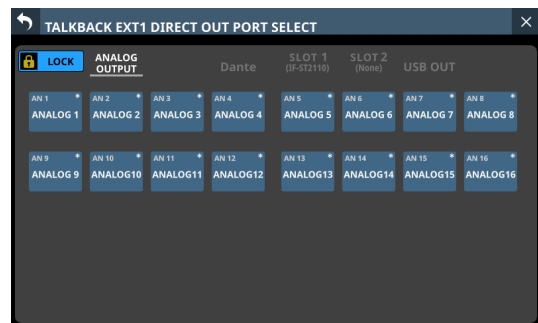 TALKBACK EXT1 DIRECT OUT PORT SELECT
LOCK
ANALOG
OUTPUT
Dante
SLOT 1
(IF-ST2110)
SLOT 2
(None)
USB OUT
AN 1 *
ANALOG 1
AN 2 *
ANALOG 2
AN 3 *
ANALOG 3
AN 4 *
ANALOG 4
AN 5 *
ANALOG 5
AN 6 *
ANALOG 6
AN 7 *
ANALOG 7
AN 8 *
ANALOG 8
AN 9 *
ANALOG 9
AN 10 *
ANALOG10
AN 11 *
ANALOG11
AN 12 *
ANALOG12
AN 13 *
ANALOG13
AN 14 *
ANALOG14
AN 15 *
ANALOG15
AN 16 *
ANALOG16